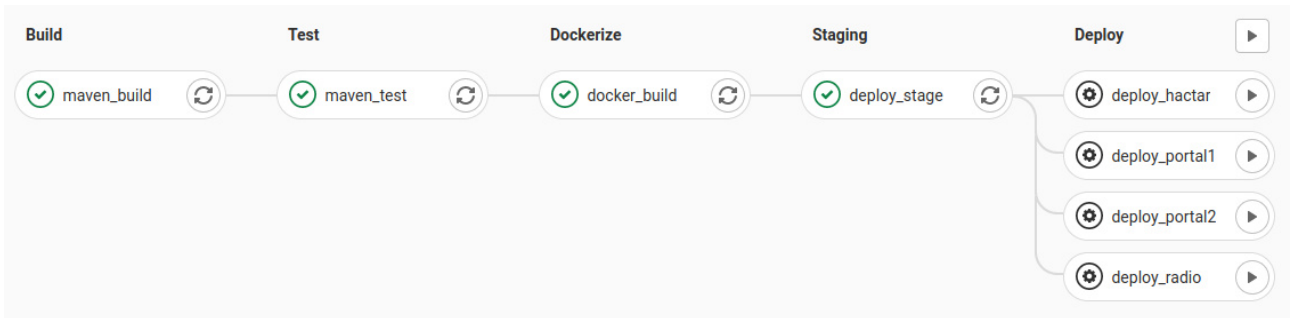 Build
Test
Dockerize
Staging
Deploy
maven_build
maven_test
docker_build
deploy_stage
deploy_hactar
deploy_portal1
deploy_portal2
deploy_radio